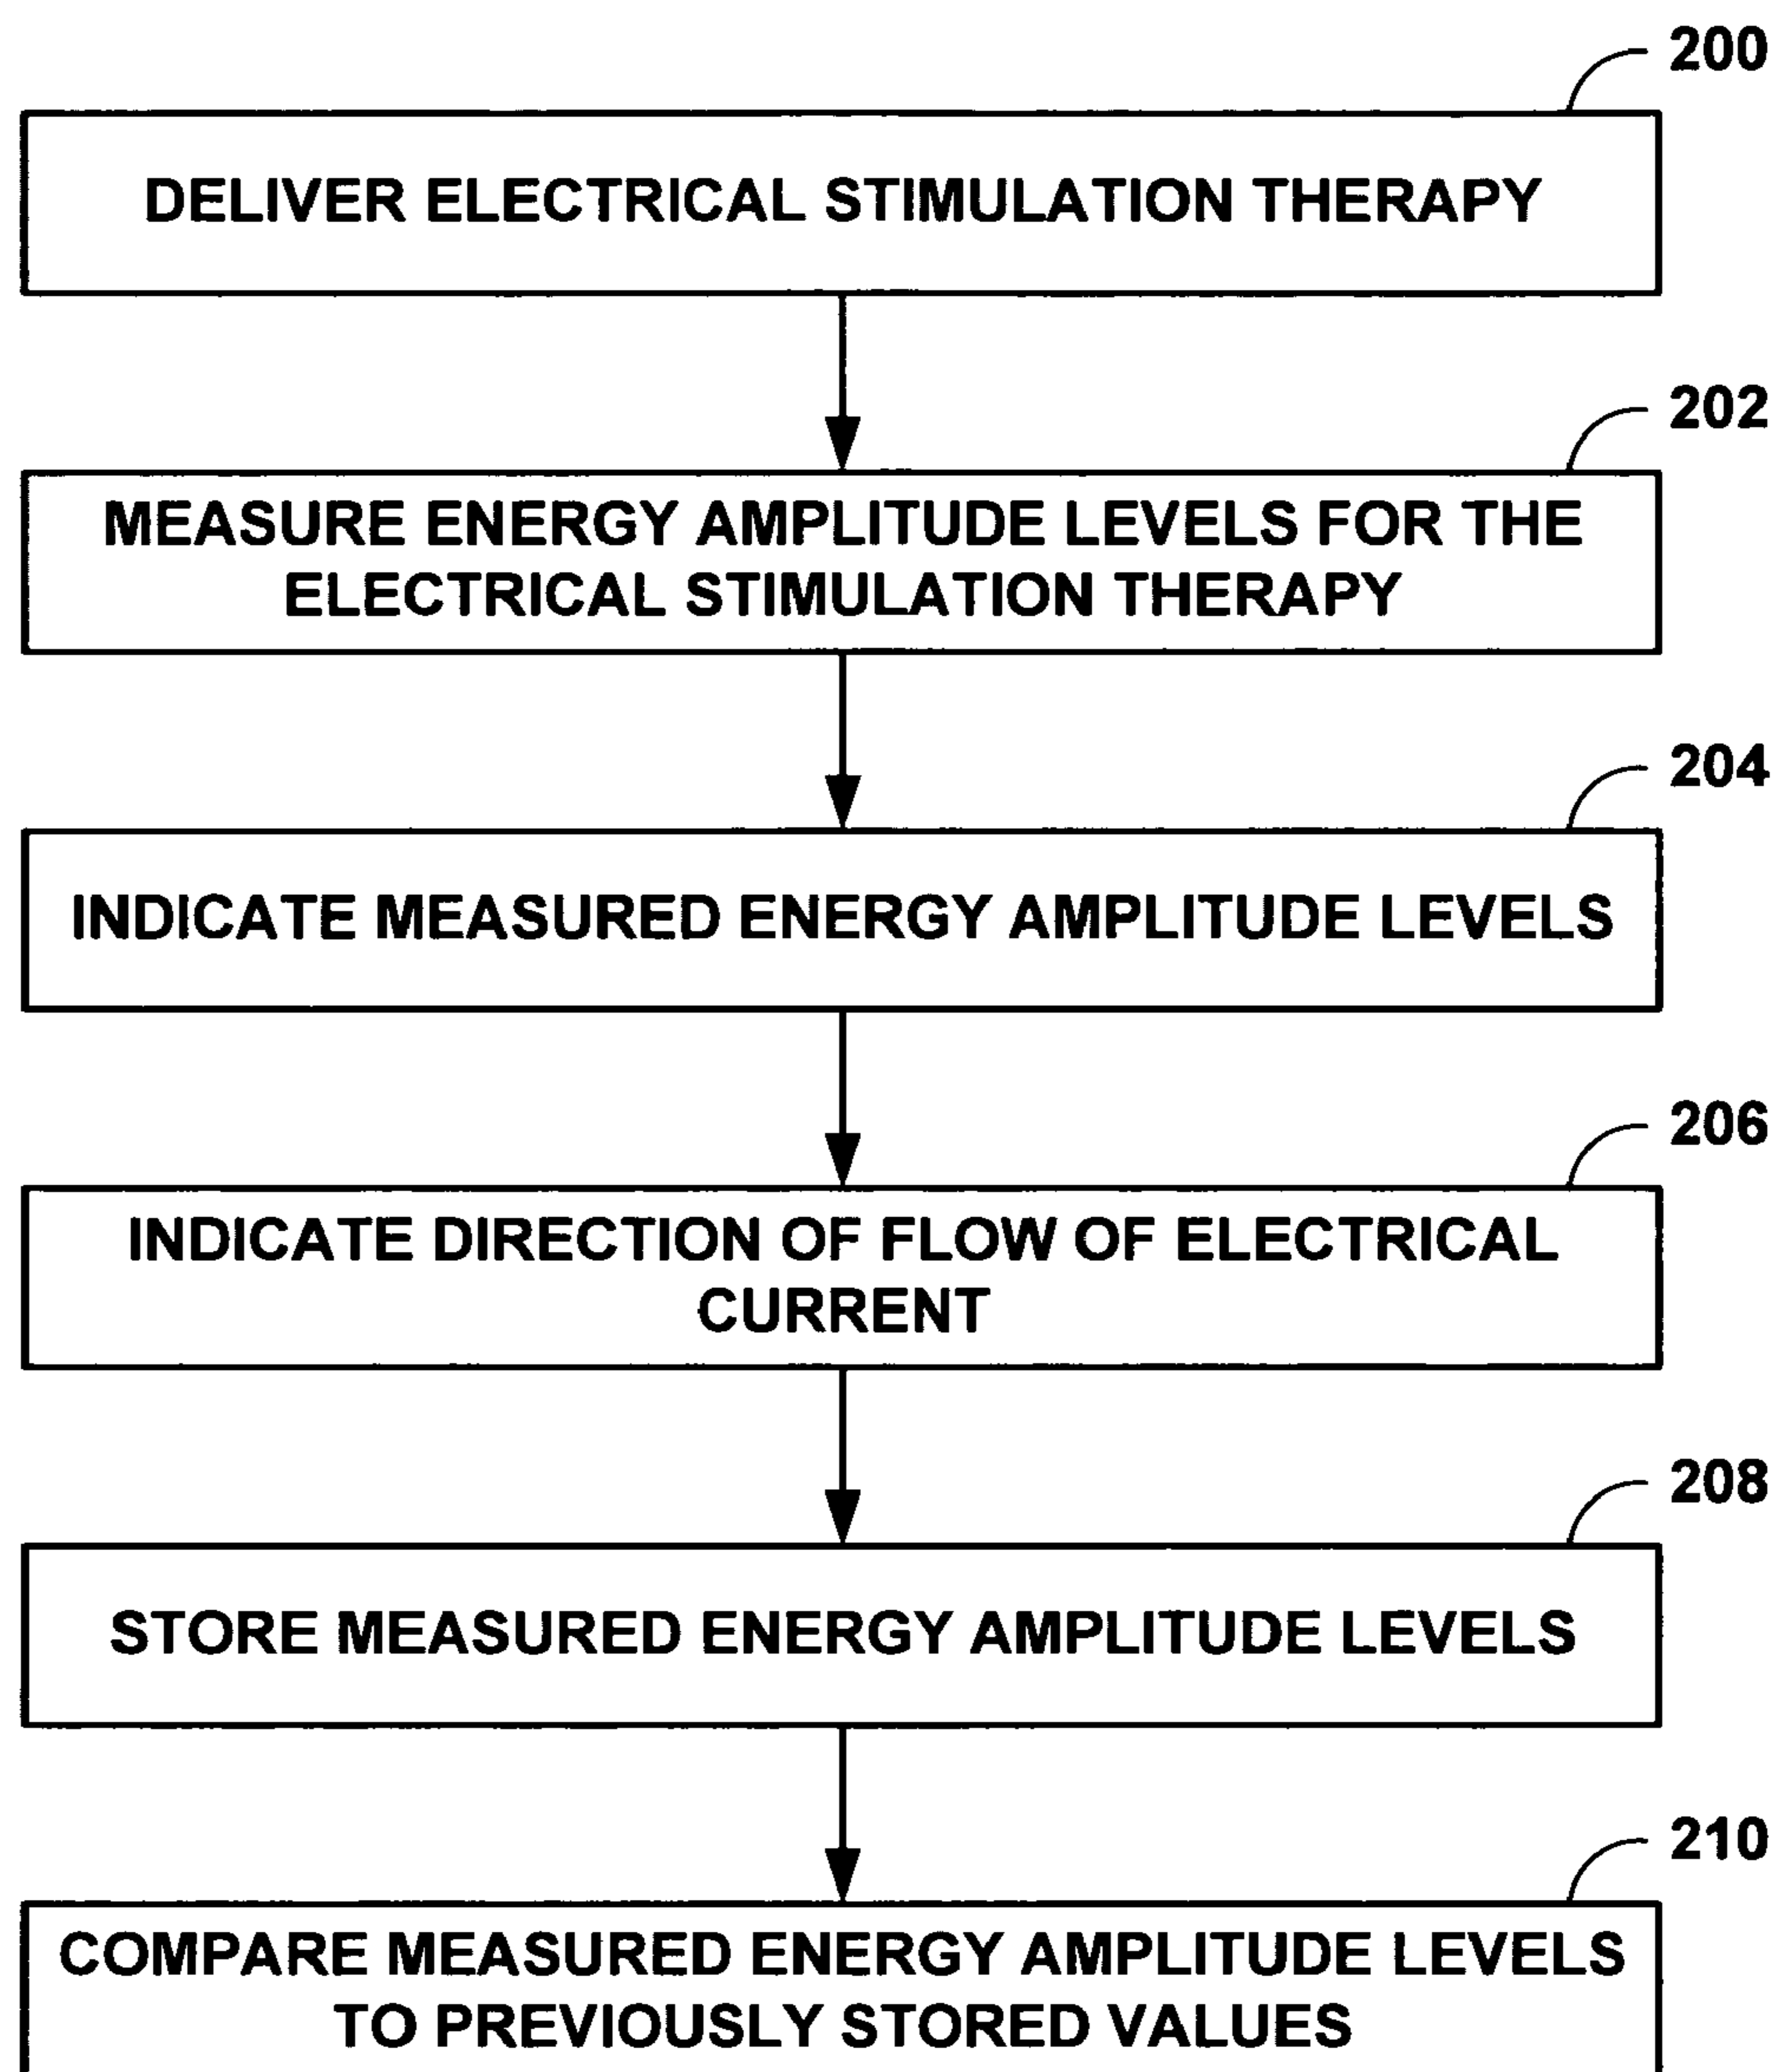 200
DELIVER ELECTRICAL STIMULATION THERAPY
202
MEASURE ENERGY AMPLITUDE LEVELS FOR THE
ELECTRICAL STIMULATION THERAPY
204
INDICATE MEASURED ENERGY AMPLITUDE LEVELS
206
INDICATE DIRECTION OF FLOW OF ELECTRICAL
CURRENT
208
STORE MEASURED ENERGY AMPLITUDE LEVELS
210
COMPARE MEASURED ENERGY AMPLITUDE LEVELS
TO PREVIOUSLY STORED VALUES